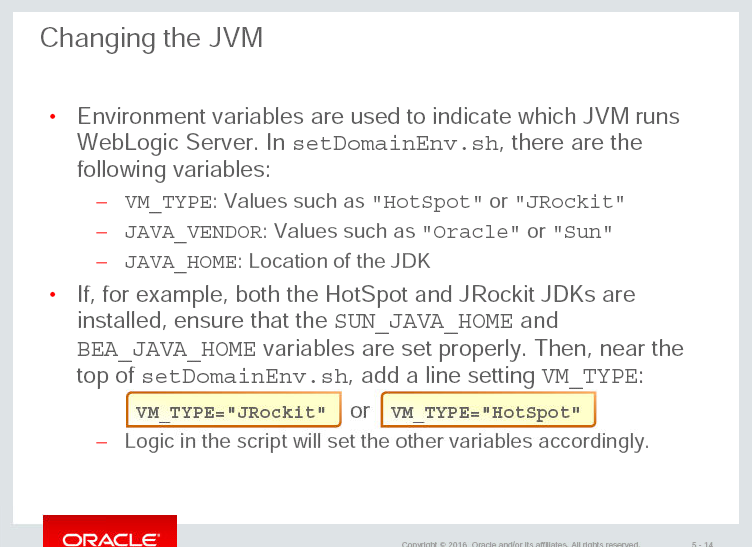 Changing the JVM
• Environment variables are used to indicate which JVM runs
WebLogic Server. In setDomainEnv.sh, there are the
following variables:
– VM_TYPE: Values such as "HotSpot" or "JRockit"
– JAVA_VENDOR: Values such as "Oracle" or "Sun"
– JAVA_HOME: Location of the JDK
• If, for example, both the HotSpot and JRockit JDKs are
installed, ensure that the SUN_JAVA_HOME and
BEA_JAVA_HOME variables are set properly. Then, near the
top of setDomainEnv.sh, add a line setting VM_TYPE:
VM_TYPE="JRockit" or VM_TYPE="HotSpot"
– Logic in the script will set the other variables accordingly.
ORACLE
Copyright © 2016, Oracle and/or its affiliates. All rights reserved. 5 - 14